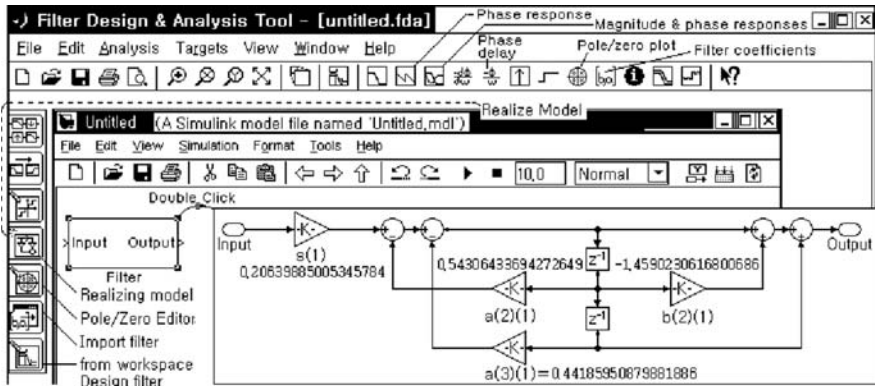 Filter Design & Analysis Tool - [untitled.fda]
Phase response
Magnitude & phase responses
File Edit Analysis Targets View Window Help
Phase
delay
Pole/zero plot
Filter coefficients
Realize Model
Untitled (A Simulink model file named 'Untitled,mdl')
File Edit View Simulation Format Tools Help
10,0 Normal
Double Click
Input Output
Filter
Realizing model
Pole/Zero Editor
Import filter
from workspace
Design filter
Input
-K-
s(1)
0,20639885005345784
0,54306433694272649
z⁻¹
-1,4590230616800686
Output
-K-
a(2)(1)
-K-
b(2)(1)
z⁻¹
-K-
a(3)(1)=0,44185950879881886